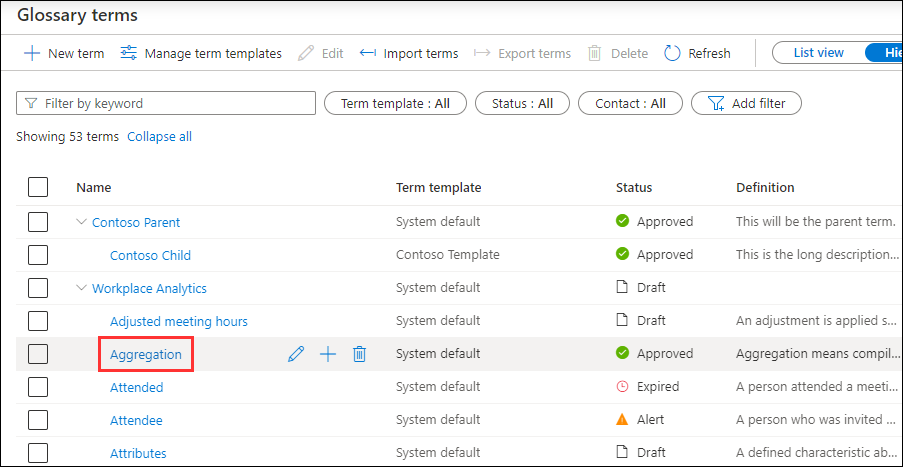 Glossary terms
New term Manage term templates Edit Import terms Export terms Delete Refresh List view Hie
Filter by keyword Term template : All Status : All Contact : All Add filter
Showing 53 terms Collapse all
Name Term template Status Definition
Contoso Parent System default Approved This will be the parent term.
Contoso Child Contoso Template Approved This is the long description...
Workplace Analytics System default Draft
Adjusted meeting hours System default Draft An adjustment is applied s...
Aggregation System default Approved Aggregation means compil...
Attended System default Expired A person attended a meeti...
Attendee System default Alert A person who was invited ...
Attributes System default Draft A defined characteristic ab...